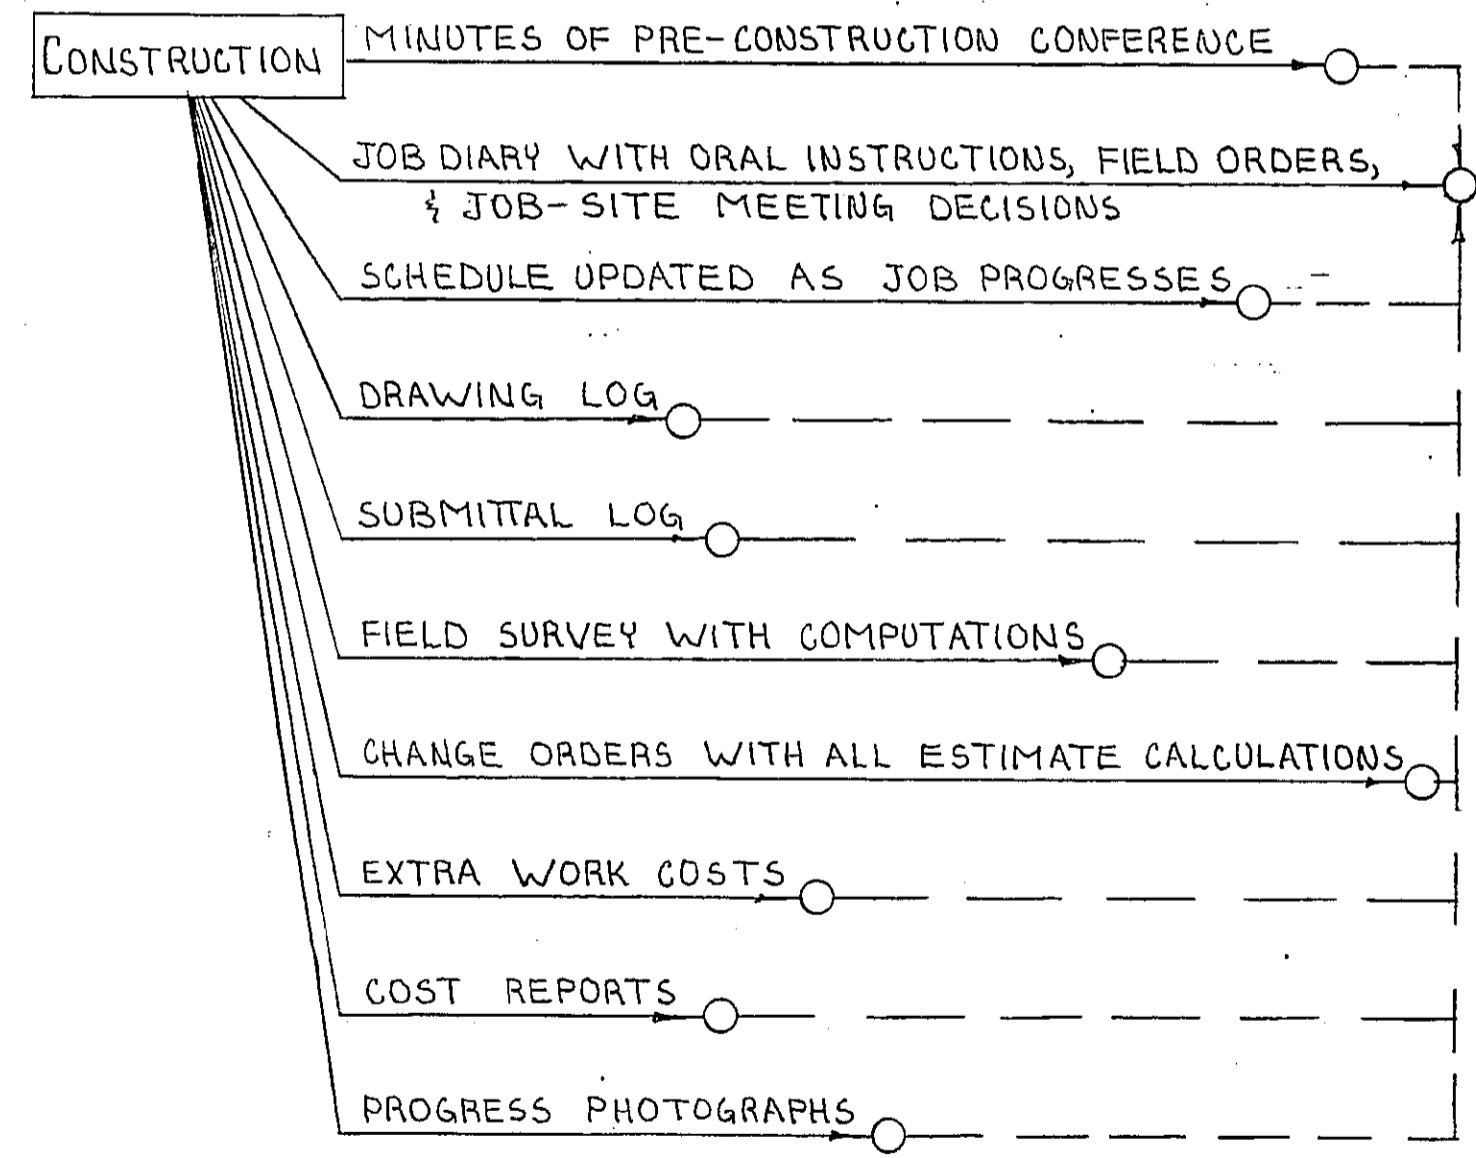 CONSTRUCTION
MINUTES OF PRE-CONSTRUCTION CONFERENCE
JOB DIARY WITH ORAL INSTRUCTIONS, FIELD ORDERS,
& JOB-SITE MEETING DECISIONS
SCHEDULE UPDATED AS JOB PROGRESSES
DRAWING LOG
SUBMITTAL LOG
FIELD SURVEY WITH COMPUTATIONS
CHANGE ORDERS WITH ALL ESTIMATE CALCULATIONS
EXTRA WORK COSTS
COST REPORTS
PROGRESS PHOTOGRAPHS